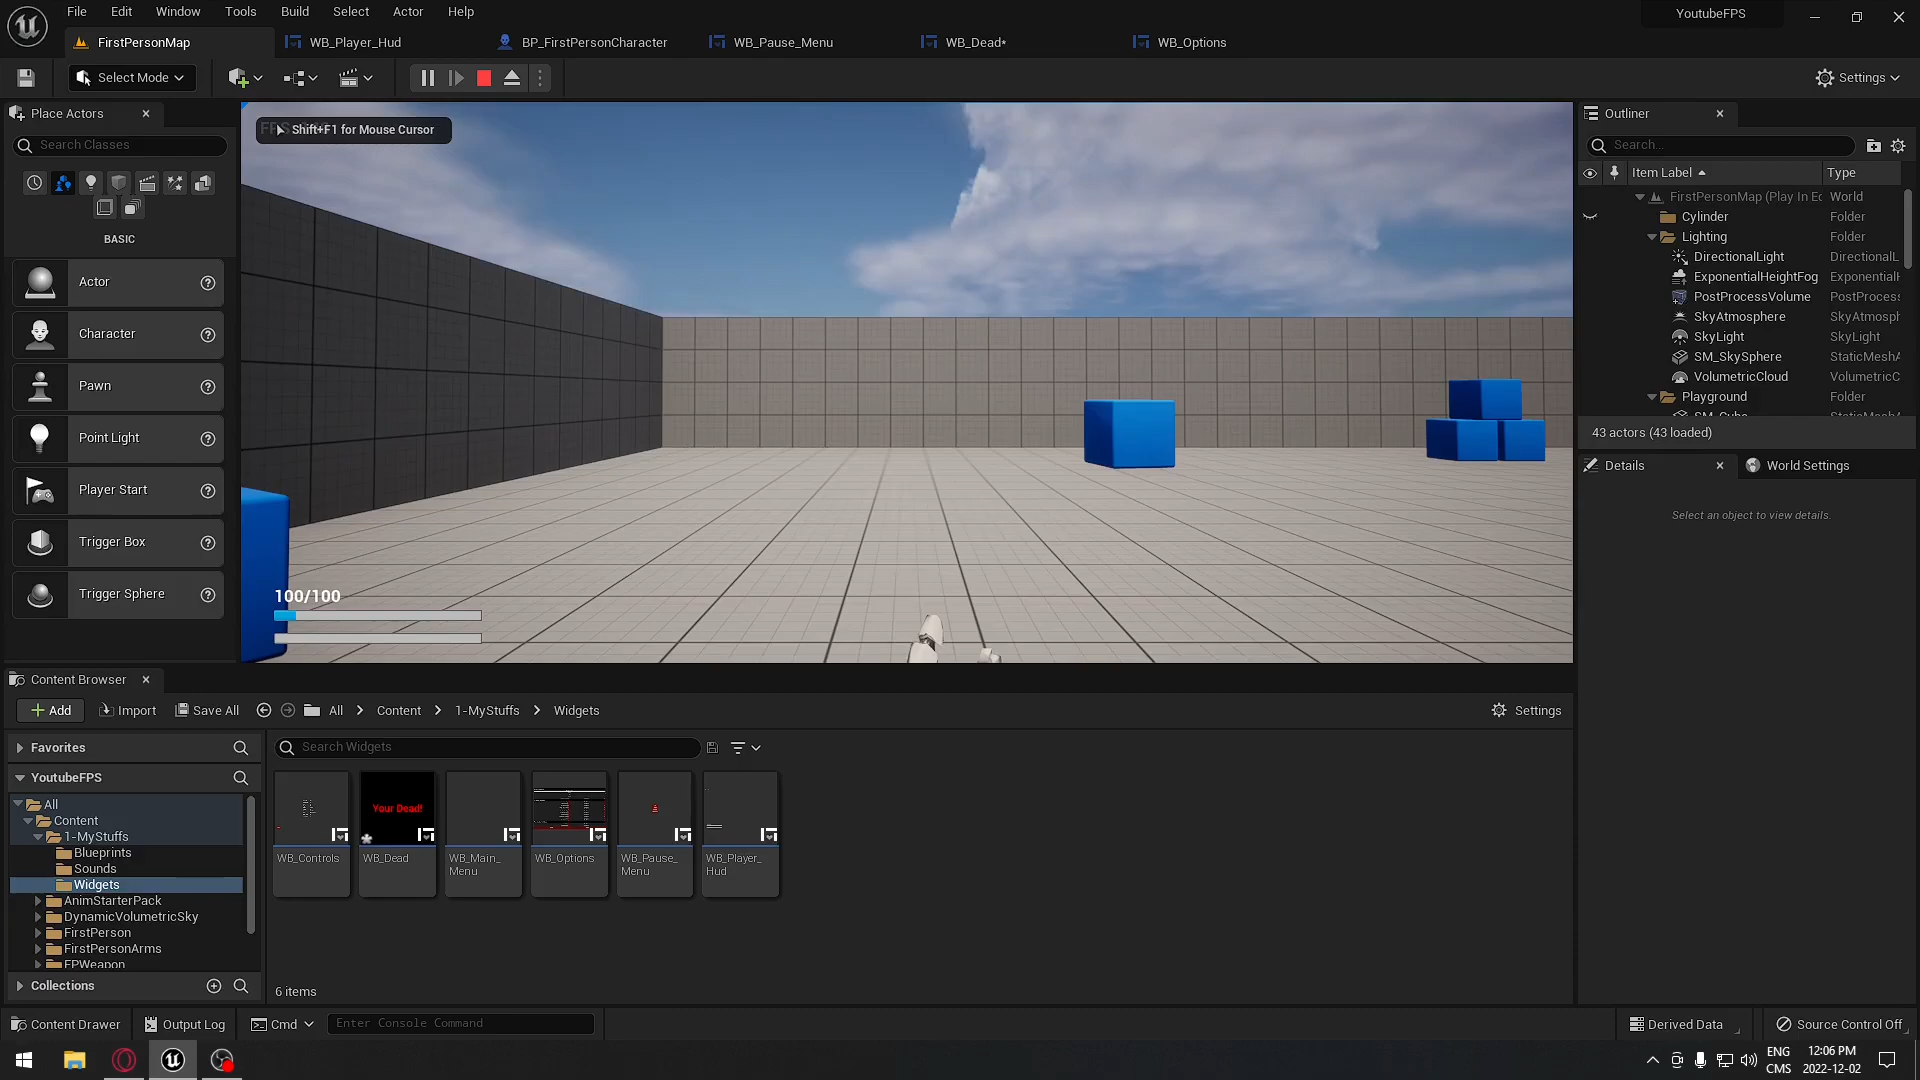 File Edit Window Tools Build Select Actor Help
YoutubeFPS
FirstPersonMap
WB_Player_Hud
BP_FirstPersonCharacter
WB_Pause_Menu
WB_Dead*
WB_Options
Select Mode
Settings
Place Actors
Search Classes
BASIC
Actor
Character
Pawn
Point Light
Player Start
Trigger Box
Trigger Sphere
Shift+F1 for Mouse Cursor
100/100
Outliner
Search...
Item Label Type
FirstPersonMap (Play In Ec World
Cylinder Folder
Lighting Folder
DirectionalLight DirectionalL
ExponentialHeightFog ExponentialH
PostProcessVolume PostProcess
SkyAtmosphere SkyAtmosph
SkyLight SkyLight
SM_SkySphere StaticMeshA
VolumetricCloud VolumetricC
Playground Folder
43 actors (43 loaded)
Details
World Settings
Select an object to view details.
Content Browser
Add
Import
Save All
All > Content > 1-MyStuffs > Widgets
Settings
Favorites
Search Widgets
YoutubeFPS
All
Content
1-MyStuffs
Blueprints
Sounds
Widgets
AnimStarterPack
DynamicVolumetricSky
FirstPerson
FirstPersonArms
FPWeapon
Collections
Your Dead!
WB_Controls
WB_Dead
WB_Main_
Menu
WB_Options
WB_Pause_
Menu
WB_Player_
Hud
6 items
Content Drawer
Output Log
Cmd
Enter Console Command
Derived Data
Source Control Off
ENG
CMS
12:06 PM
2022-12-02